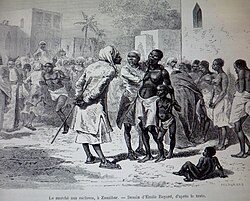 Le marché aux esclaves, à Zanzibar. — Dessin d'Émile Bayard, d'après le texte.